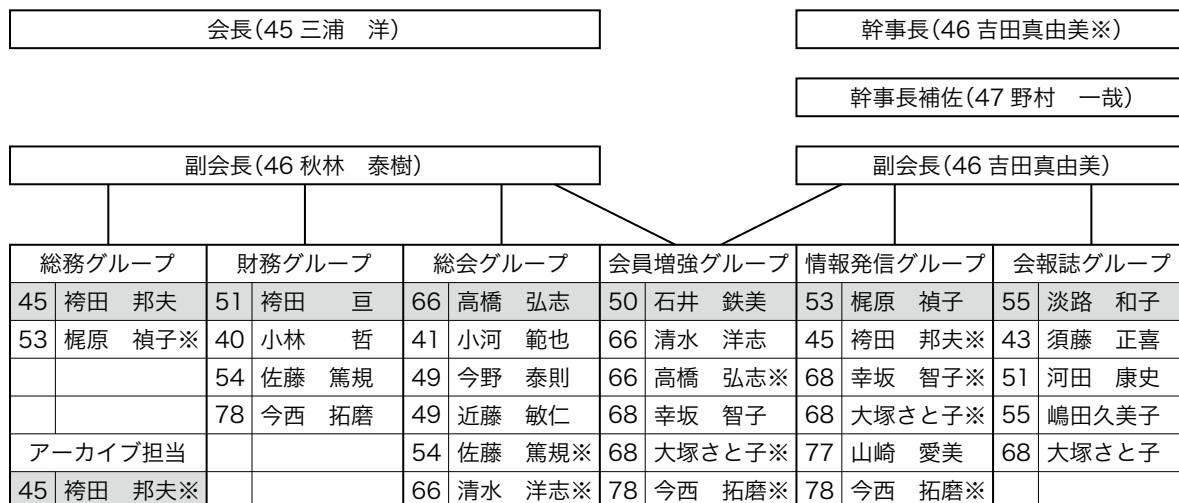 会長(45 三浦　洋)
幹事長(46 吉田真由美※)
幹事長補佐(47 野村　一哉)
副会長(46 秋林　泰樹)
副会長(46 吉田真由美)
総務グループ 財務グループ 総会グループ 会員増強グループ 情報発信グループ 会報誌グループ
45 袴田　邦夫 51 袴田　亘 66 高橋　弘志 50 石井　鉄美 53 梶原　禎子 55 淡路　和子
53 梶原　禎子※ 40 小林　哲 41 小河　範也 66 清水　洋志 45 袴田　邦夫※ 43 須藤　正喜
54 佐藤　篤規 49 今野　泰則 66 高橋　弘志※ 68 幸坂　智子※ 51 河田　康史
78 今西　拓磨 49 近藤　敏仁 68 幸坂　智子 68 大塚さと子※ 55 嶋田久美子
アーカイブ担当 54 佐藤　篤規※ 68 大塚さと子※ 77 山崎　愛美 68 大塚さと子
45 袴田　邦夫※ 66 清水　洋志※ 78 今西　拓磨※ 78 今西　拓磨※